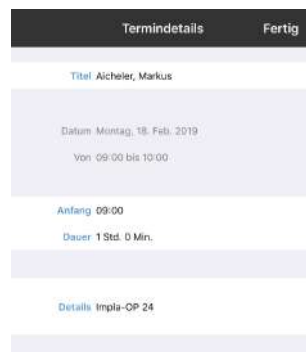 Termindetails Fertig
Titel Aicheler, Markus
Datum Montag, 18. Feb. 2019
Von 09:00 bis 10:00
Anfang 09:00
Dauer 1 Std. 0 Min.
Details Impla-OP 24